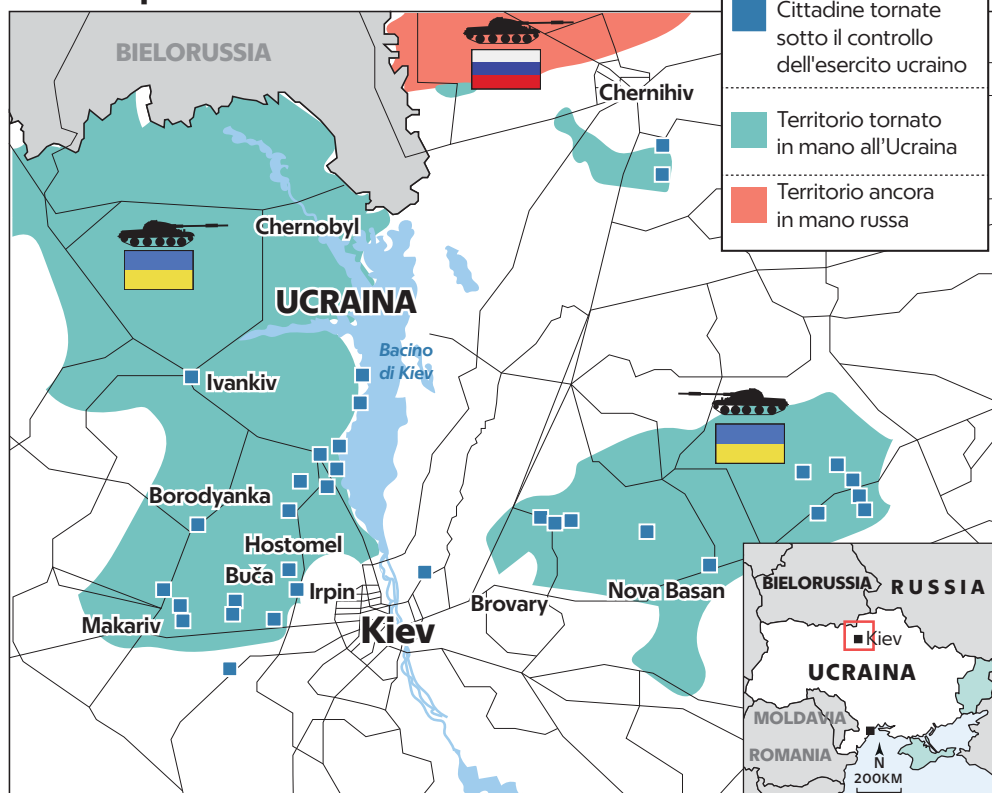 BIELORUSSIA
Cittadine tornate
sotto il controllo
dell'esercito ucraino
Chernihiv
Territorio tornato
in mano all'Ucraina
Territorio ancora
in mano russa
Chernobyl
UCRAINA
Bacino
di Kiev
Ivankiv
Borodyanka
Hostomel
Buča
Irpin
Makariv
Kiev
Brovary
Nova Basan
BIELORUSSIA
RUSSIA
Kiev
UCRAINA
MOLDAVIA
ROMANIA
N
200KM